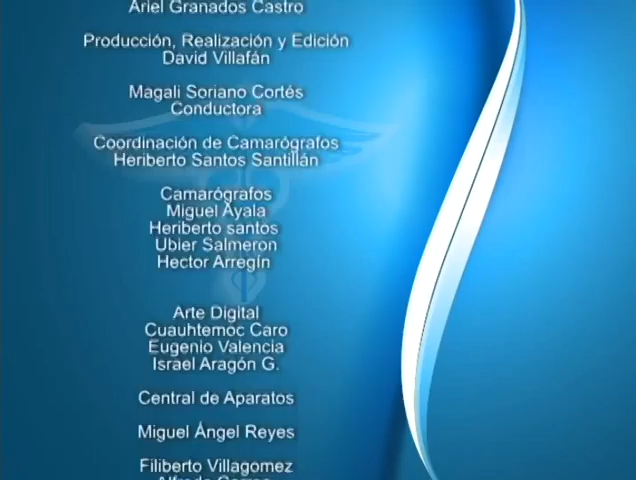 Ariel Granados Castro
Producción, Realización y Edición
David Villafán
Magali Soriano Cortés
Conductora
Coordinación de Camarógrafos
Heriberto Santos Santillán
Camarógrafos
Miguel Ayala
Heriberto santos
Ubier Salmeron
Hector Arregín
Arte Digital
Cuauhtemoc Caro
Eugenio Valencia
Israel Aragón G.
Central de Aparatos
Miguel Ángel Reyes
Filiberto Villagomez